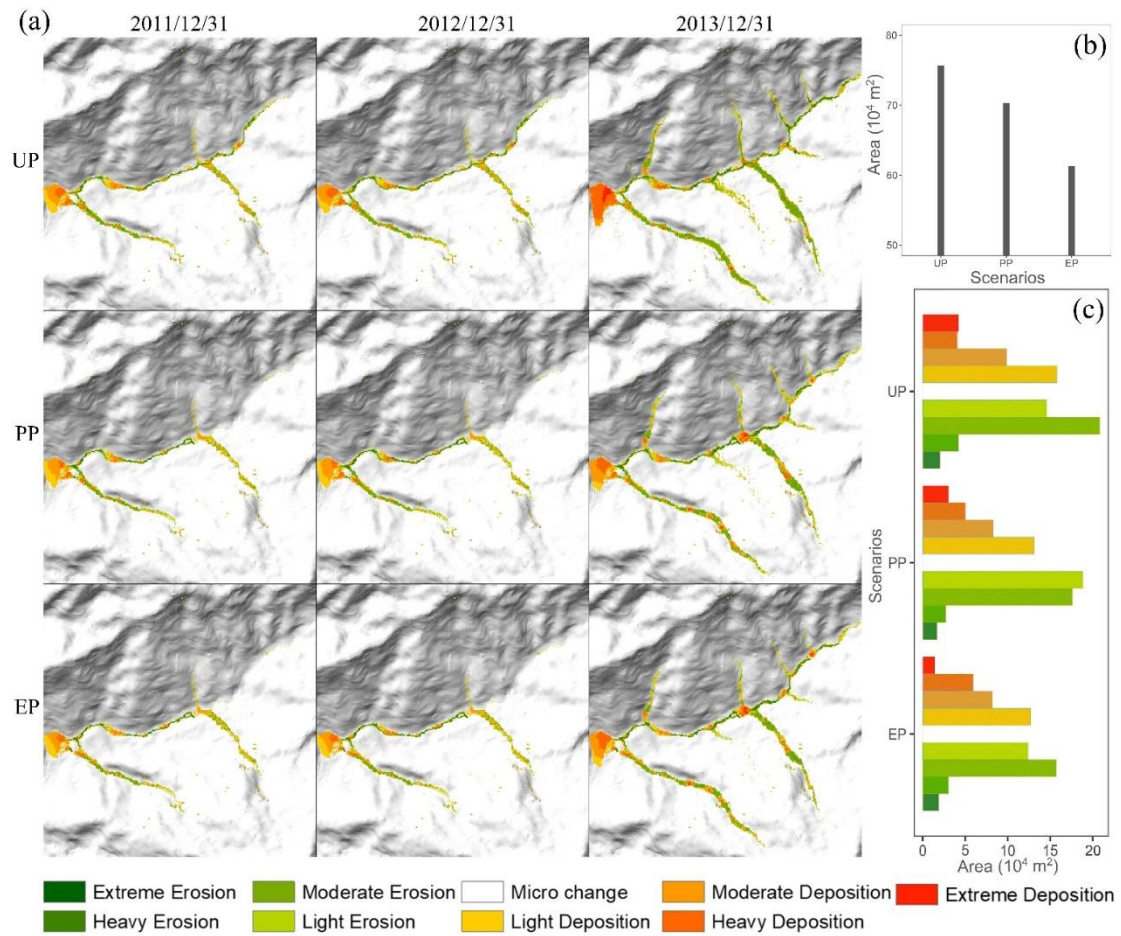 (a)
2011/12/31 2012/12/31 2013/12/31
UP
PP
EP
(b)
80
70
60
50
Area (10⁴ m²)
UP PP EP
Scenarios
(c)
UP
PP
EP
Scenarios
0 5 10 15 20
Area (10⁴ m²)
Extreme Erosion Moderate Erosion Micro change Moderate Deposition Extreme Deposition
Heavy Erosion Light Erosion Light Deposition Heavy Deposition